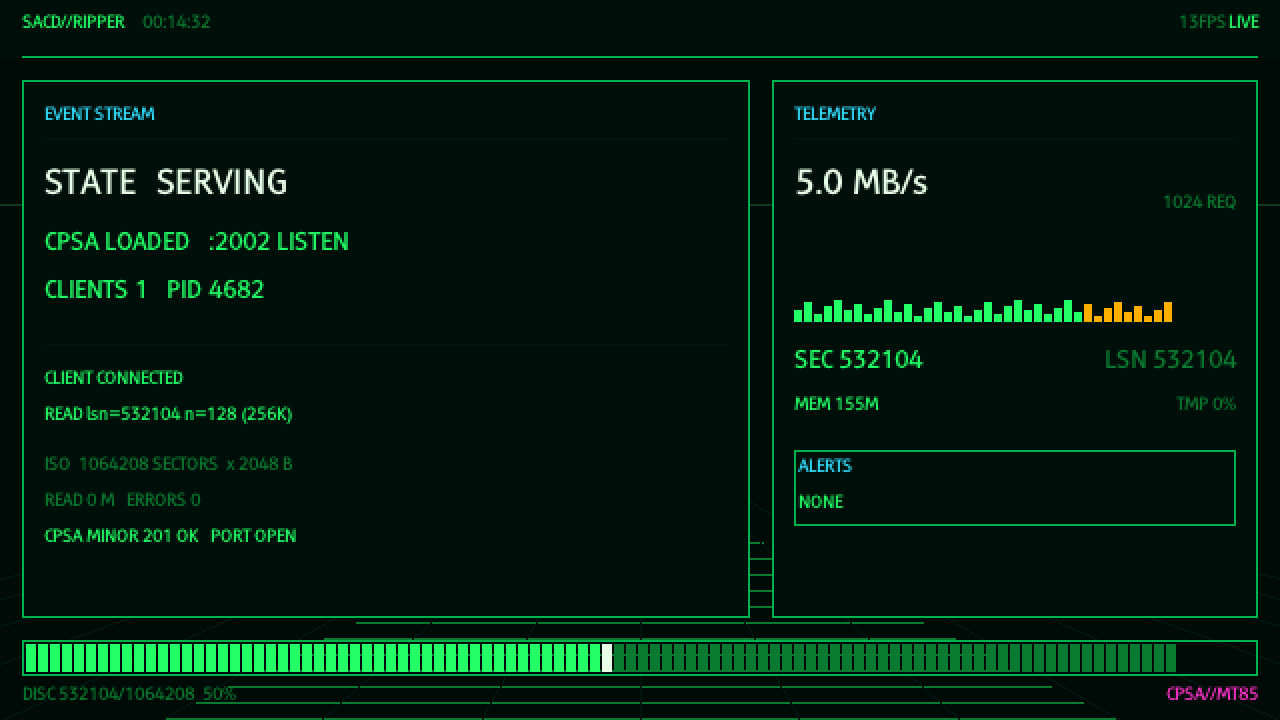 SACD//RIPPER 00:14:32
13FPS LIVE
EVENT STREAM
STATE SERVING
CPSA LOADED :2002 LISTEN
CLIENTS 1 PID 4682
CLIENT CONNECTED
READ lsn=532104 n=128 (256K)
ISO 1064208 SECTORS x 2048 B
READ 0 M ERRORS 0
CPSA MINOR 201 OK PORT OPEN
TELEMETRY
5.0 MB/s
1024 REQ
SEC 532104 LSN 532104
MEM 155M TMP 0%
ALERTS
NONE
DISC 532104/1064208 50%
CPSA//MT85